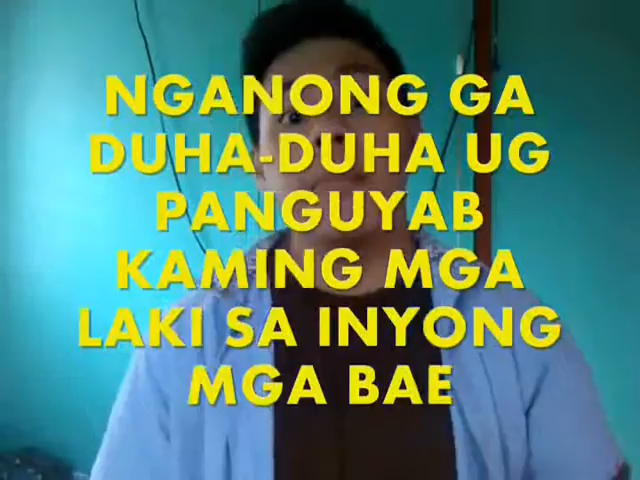 NGANONG GA
DUHA-DUHA UG
PANGUYAB
KAMING MGA
LAKI SA INYONG
MGA BAE